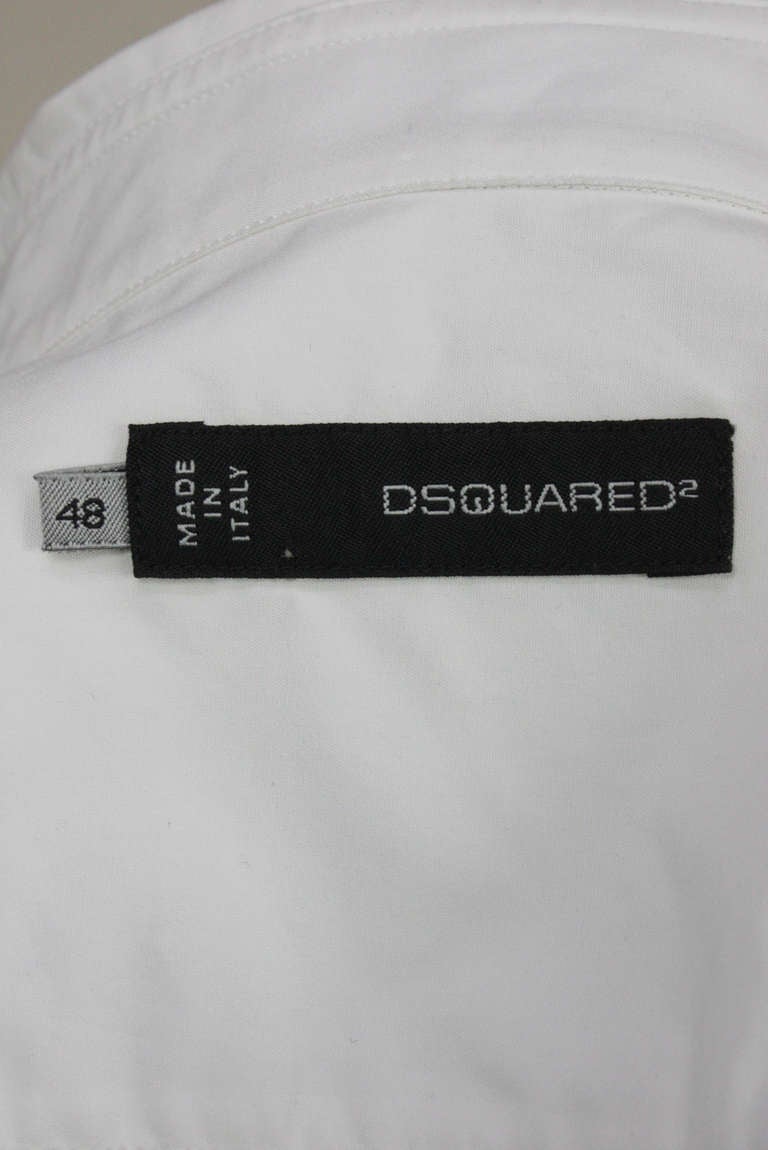 48
MADE
IN
ITALY
DSQUARED²